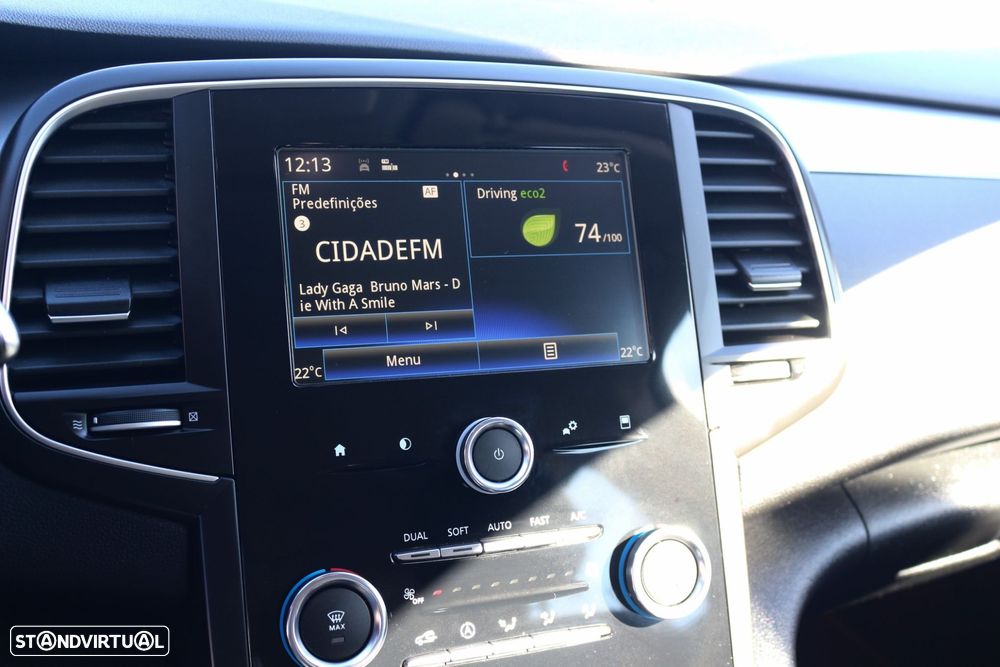 12:13
23°C
FM
AF
Predefinições
3
CIDADEFM
Lady Gaga Bruno Mars - D
ie With A Smile
Driving eco2
74/100
Menu
22°C
22°C
DUAL
SOFT
AUTO
FAST
A/C
OFF
MAX
STANDVIRTUAL